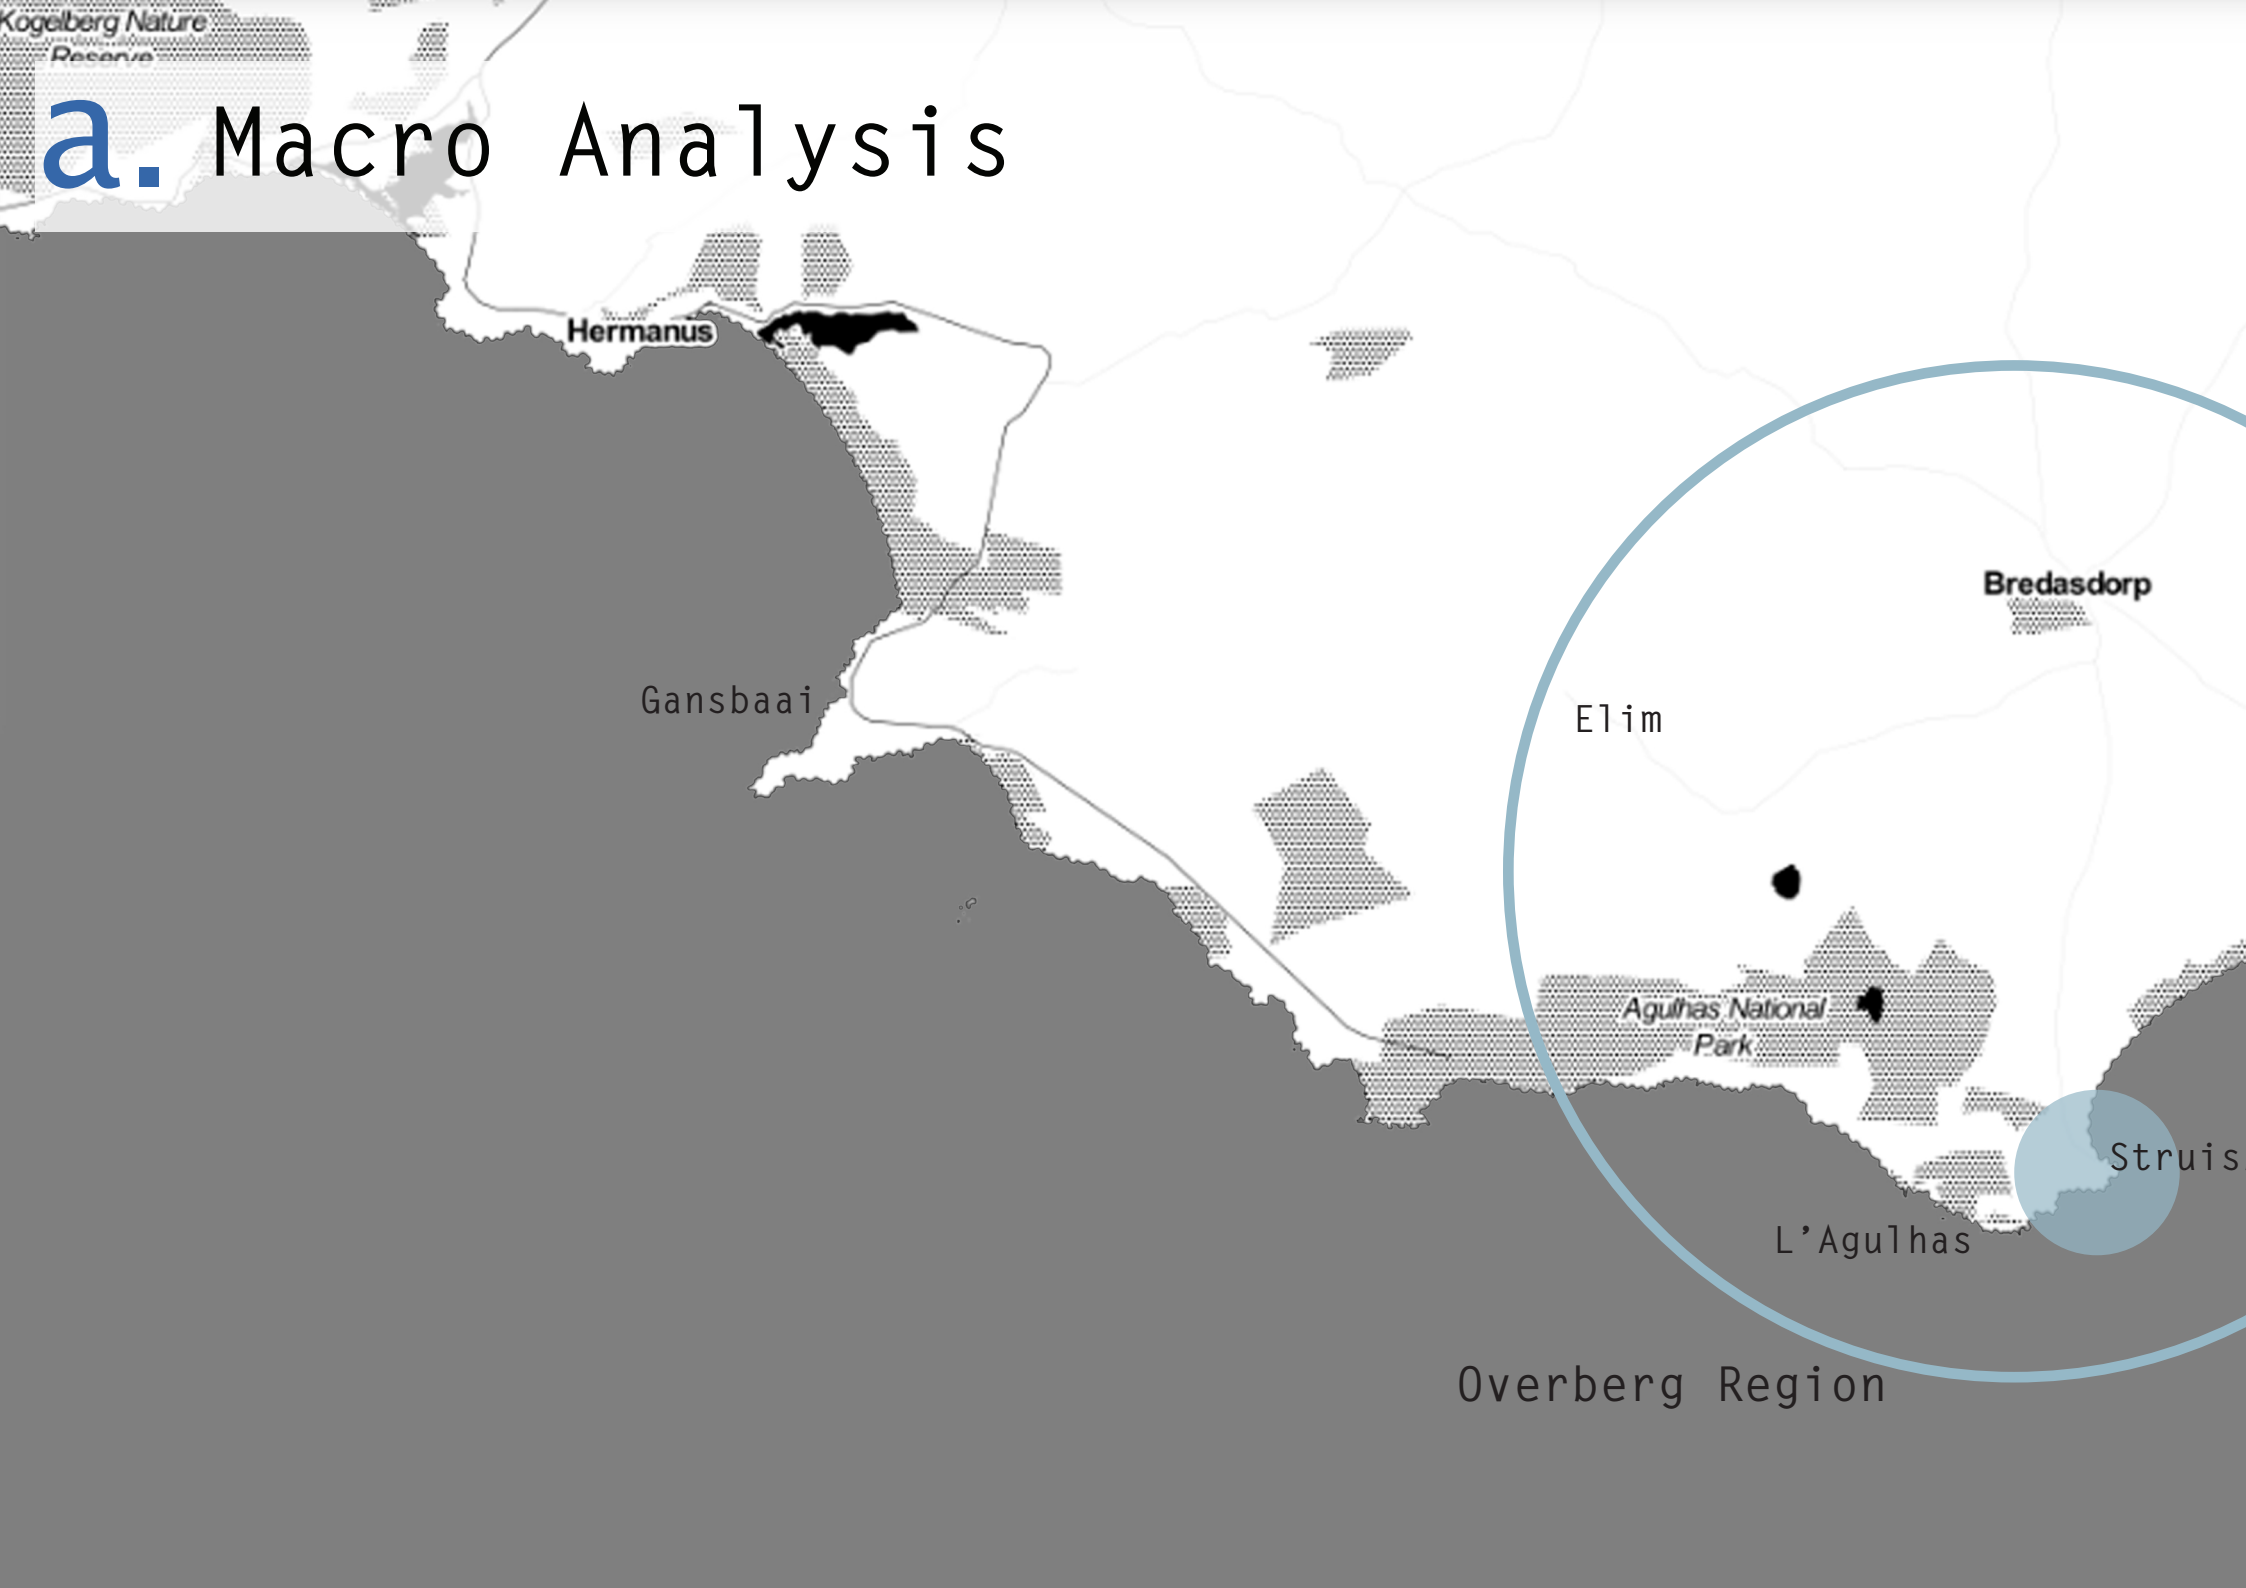 Kogelberg Nature
Reserve
a. Macro Analysis
Hermanus
Bredasdorp
Gansbaai
Elim
Agulhas National
Park
Struis
L'Agulhas
Overberg Region